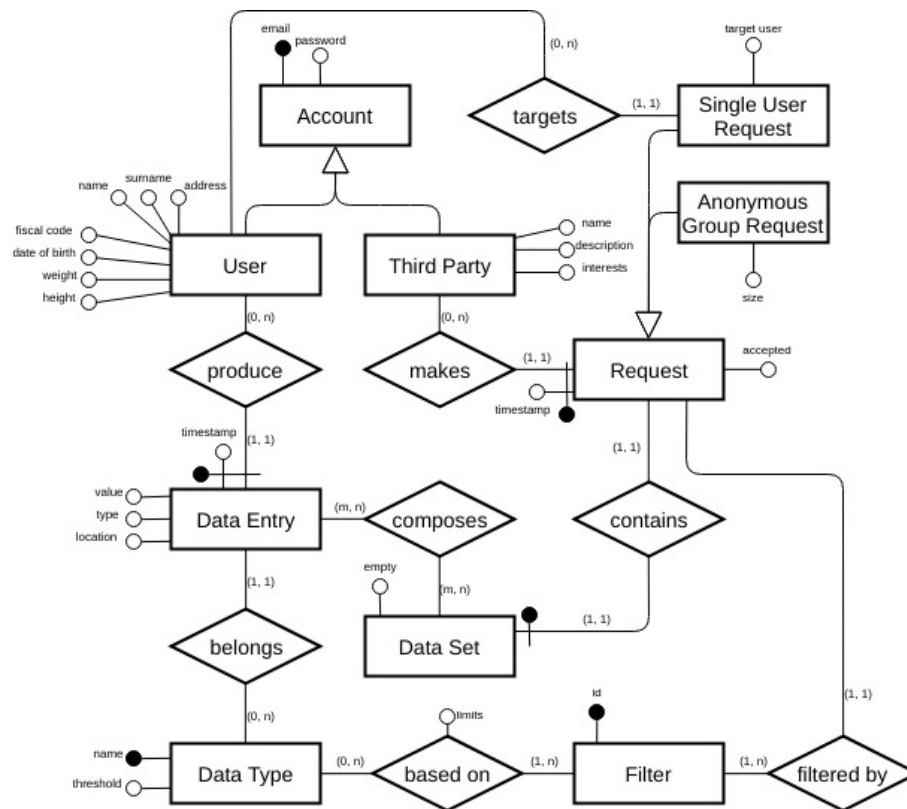 email
password
(0, n)
target user
Account
targets
(1, 1)
Single User
Request
name
surname
address
Anonymous
Group Request
fiscal code
date of birth
weight
height
User
Third Party
name
description
interests
size
(0, n)
(0, n)
produce
makes
(1, 1)
Request
accepted
timestamp
timestamp
(1, 1)
(1, 1)
value
type
location
Data Entry
(m, n)
composes
contains
(1, 1)
empty
(m, n)
(1, 1)
belongs
Data Set
id
(1, 1)
(0, n)
limits
name
threshold
Data Type
(0, n)
based on
(1, n)
Filter
(1, n)
filtered by